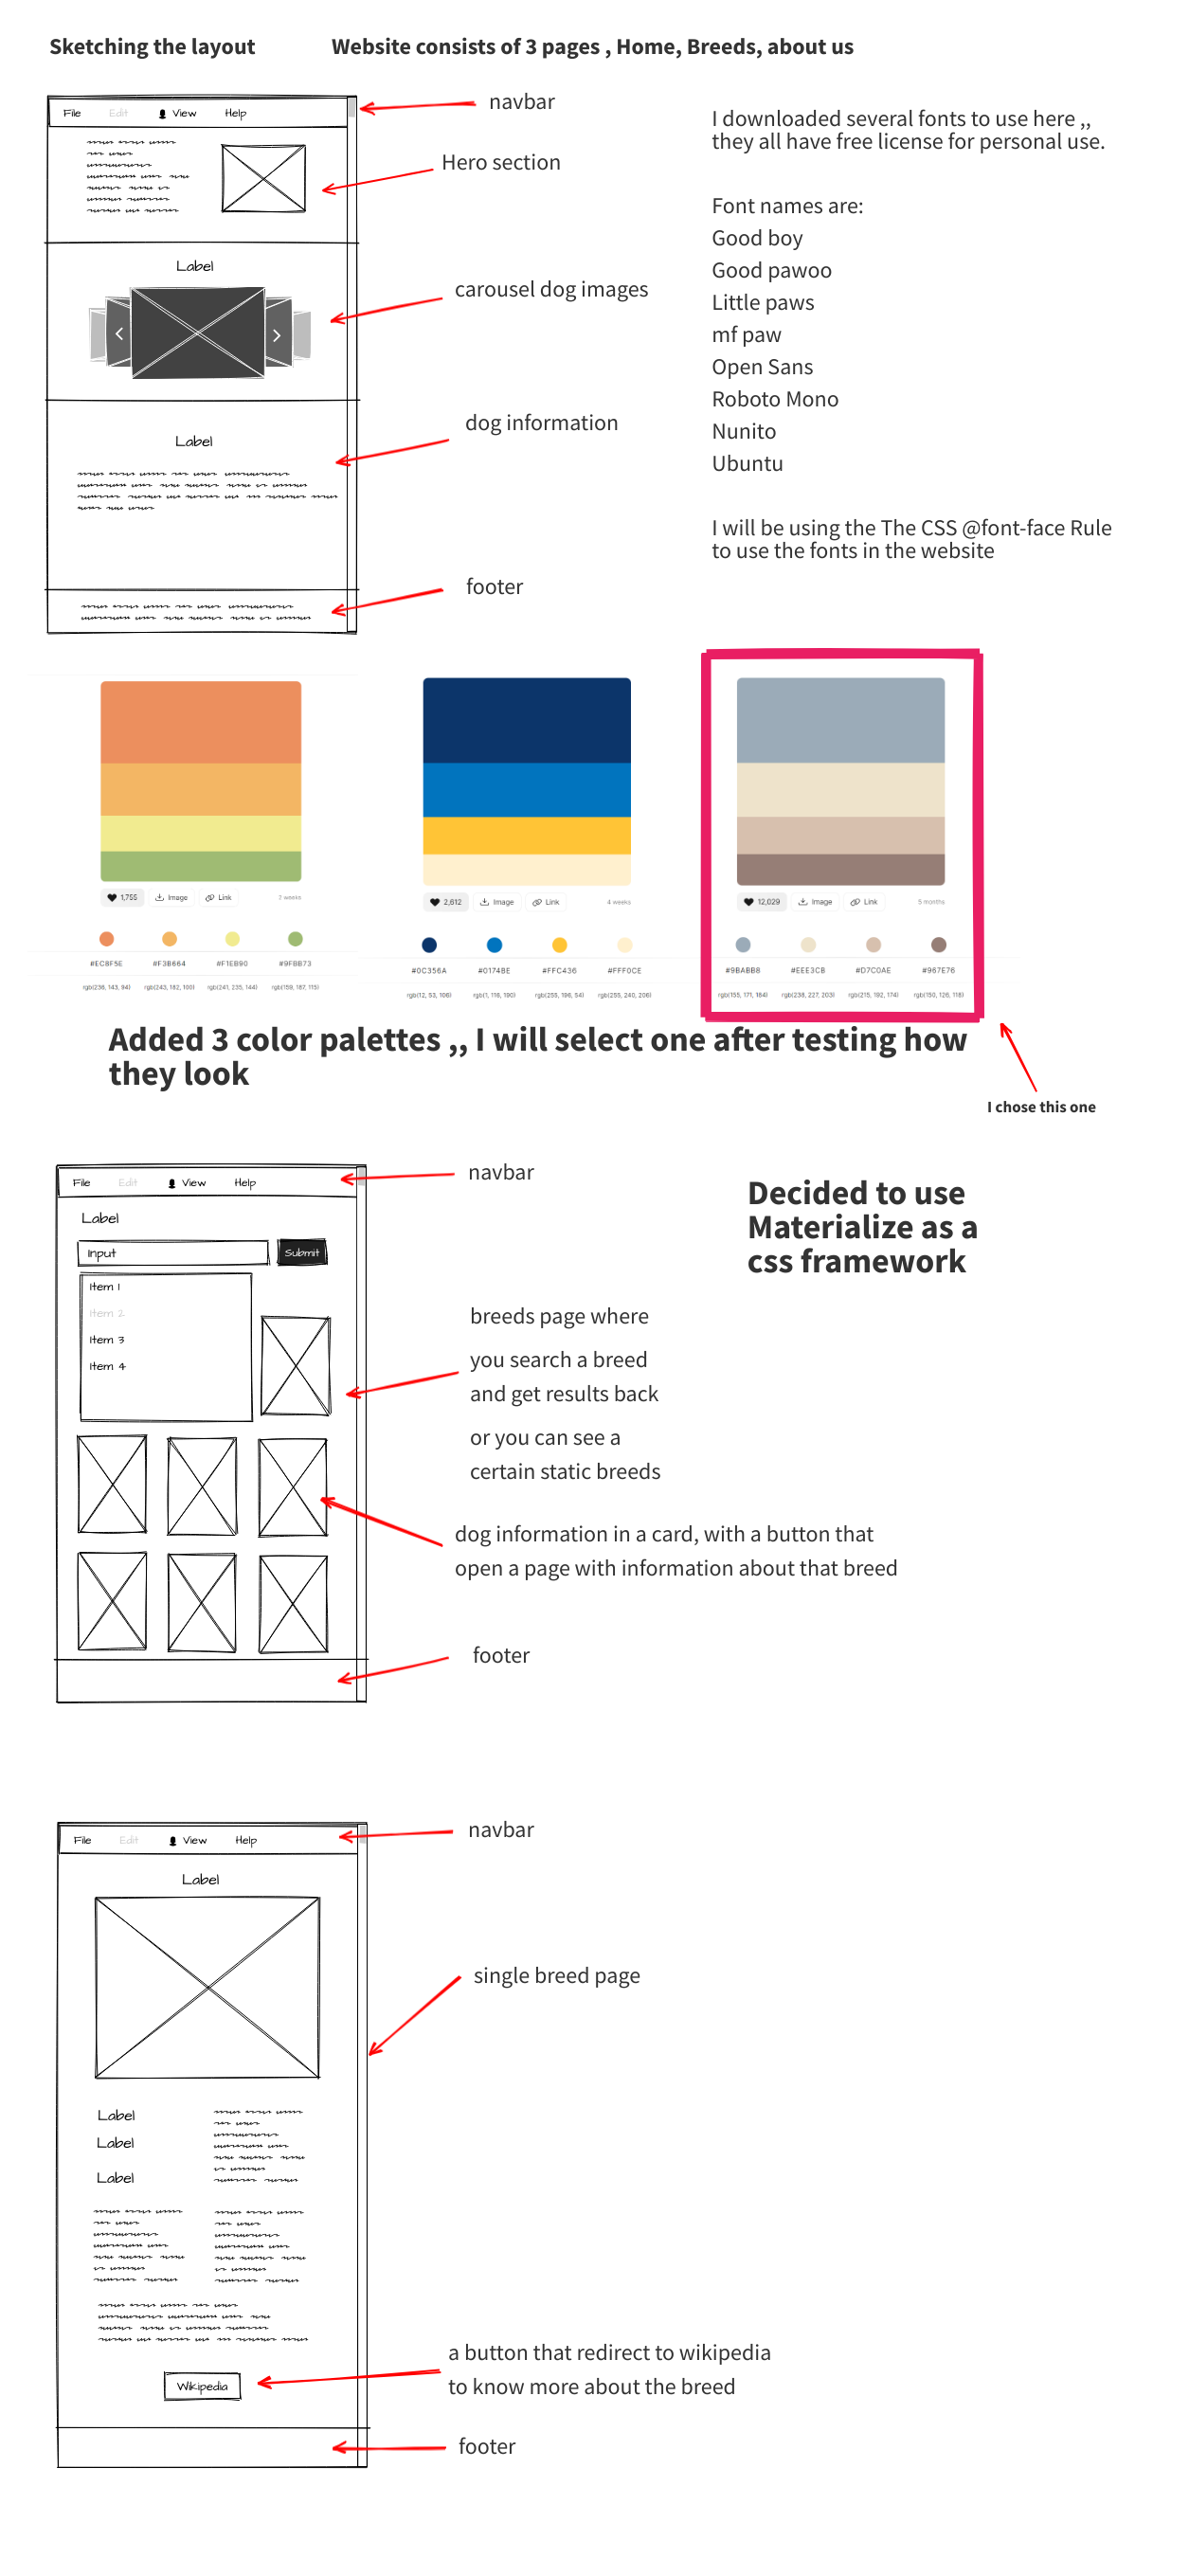 Sketching the layout
Website consists of 3 pages , Home, Breeds, about us
File Edit View Help
navbar
Hero section
Label
carousel dog images
Label
dog information
footer
I downloaded several fonts to use here ,,
they all have free license for personal use.
Font names are:
Good boy
Good pawoo
Little paws
mf paw
Open Sans
Roboto Mono
Nunito
Ubuntu
I will be using the The CSS @font-face Rule
to use the fonts in the website
1,755 Image Link 2 weeks
#EC8F5E #F3B664 #F1EB90 #9FBB73
rgb(236, 143, 94) rgb(243, 182, 100) rgb(241, 235, 144) rgb(159, 187, 115)
2,612 Image Link 4 weeks
#0C356A #0174BE #FFC436 #FFF0CE
rgb(12, 53, 106) rgb(1, 116, 190) rgb(255, 196, 54) rgb(255, 240, 206)
12,029 Image Link 5 months
#9BABB8 #EEE3CB #D7C0AE #967E76
rgb(155, 171, 184) rgb(238, 227, 203) rgb(215, 192, 174) rgb(150, 126, 118)
Added 3 color palettes ,, I will select one after testing how
they look
I chose this one
File Edit View Help
navbar
Label
Input Submit
Item 1
Item 2
Item 3
Item 4
Decided to use
Materialize as a
css framework
breeds page where
you search a breed
and get results back
or you can see a
certain static breeds
dog information in a card, with a button that
open a page with information about that breed
footer
File Edit View Help
navbar
Label
single breed page
Label
Label
Label
a button that redirect to wikipedia
to know more about the breed
Wikipedia
footer